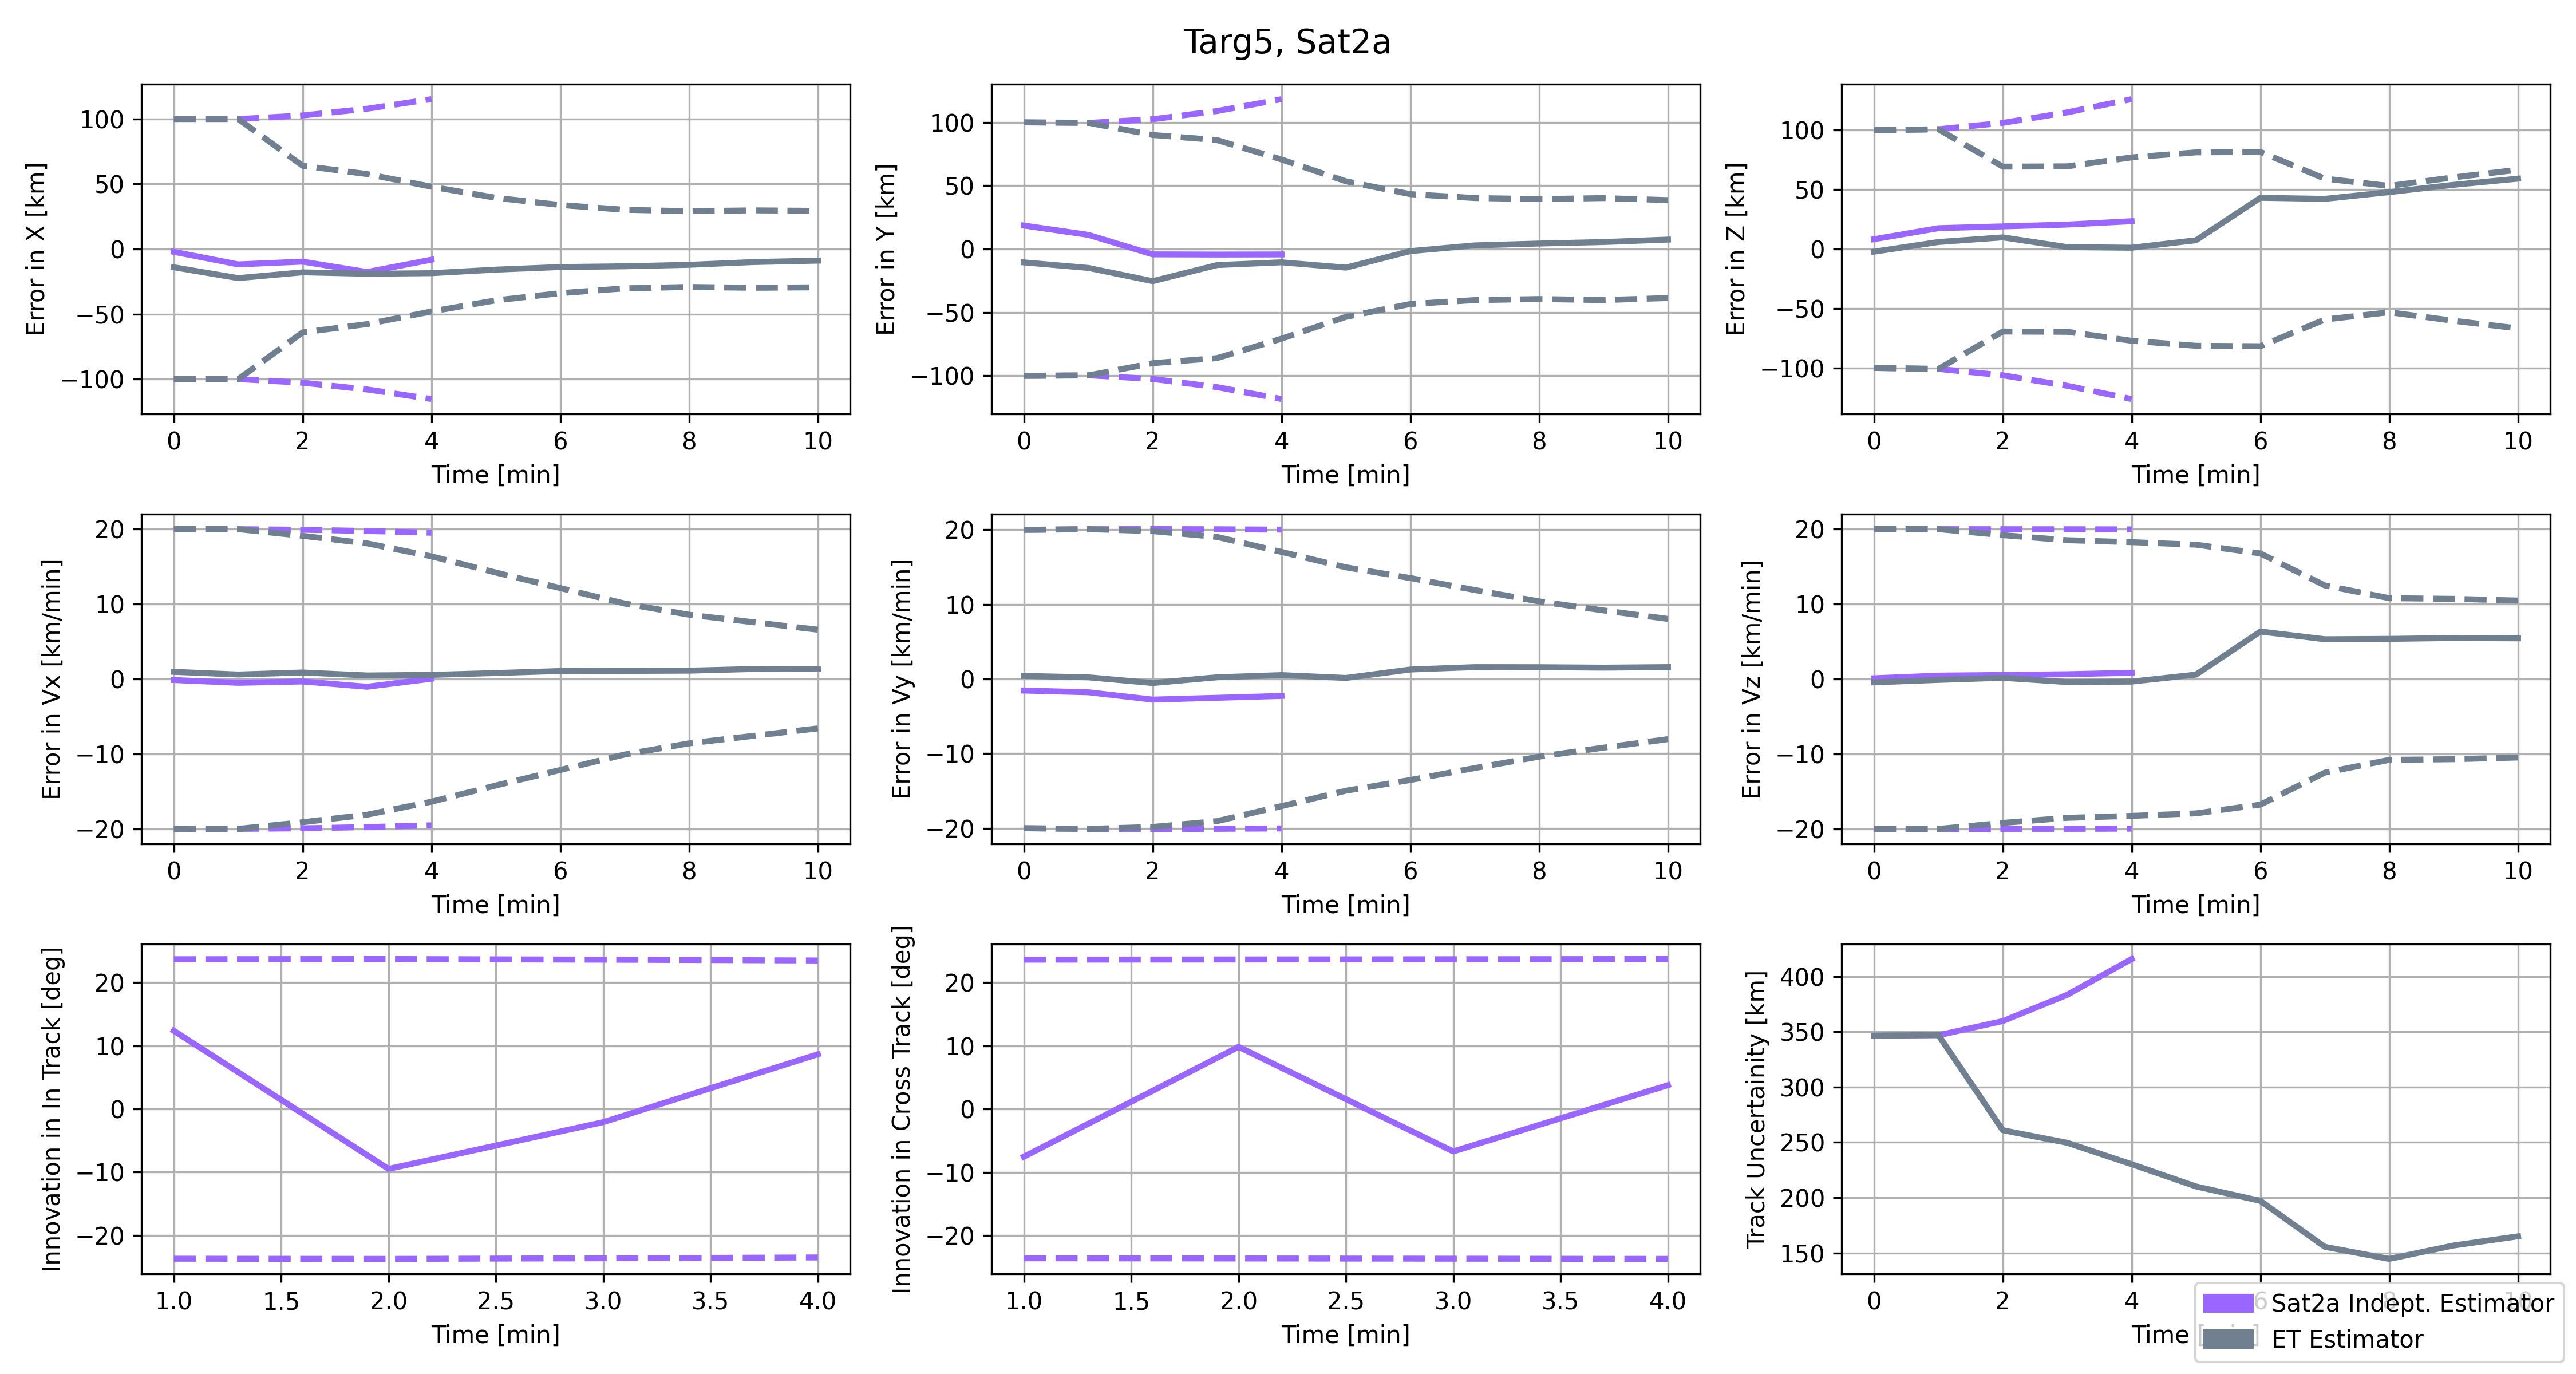 Targ5, Sat2a
Error in X [km]
100
50
0
−50
−100
0 2 4 6 8 10
Time [min]
Error in Y [km]
100
50
0
−50
−100
0 2 4 6 8 10
Time [min]
Error in Z [km]
100
50
0
−50
−100
0 2 4 6 8 10
Time [min]
Error in Vx [km/min]
20
10
0
−10
−20
0 2 4 6 8 10
Time [min]
Error in Vy [km/min]
20
10
0
−10
−20
0 2 4 6 8 10
Time [min]
Error in Vz [km/min]
20
10
0
−10
−20
0 2 4 6 8 10
Time [min]
Innovation in In Track [deg]
20
10
0
−10
−20
1.0 1.5 2.0 2.5 3.0 3.5 4.0
Time [min]
Innovation in Cross Track [deg]
20
10
0
−10
−20
1.0 1.5 2.0 2.5 3.0 3.5 4.0
Time [min]
Track Uncertainity [km]
400
350
300
250
200
150
0 2 4 6 8 10
Time [min]
Sat2a Indept. Estimator
ET Estimator